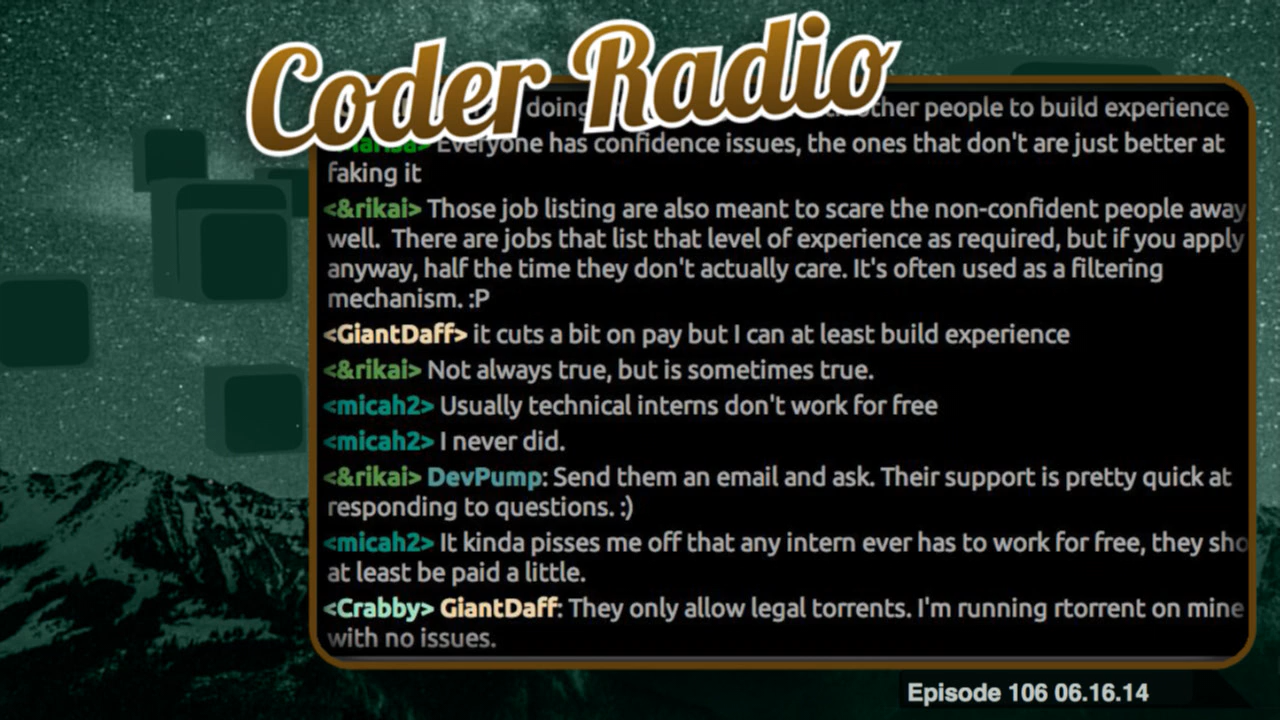 Coder Radio
doing other people to build experience
Everyone has confidence issues, the ones that don't are just better at
faking it
<&rikai> Those job listing are also meant to scare the non-confident people away
well. There are jobs that list that level of experience as required, but if you apply
anyway, half the time they don't actually care. It's often used as a filtering
mechanism. :P
<GiantDaff> it cuts a bit on pay but I can at least build experience
<&rikai> Not always true, but is sometimes true.
<micah2> Usually technical interns don't work for free
<micah2> I never did.
<&rikai> DevPump: Send them an email and ask. Their support is pretty quick at
responding to questions. :)
<micah2> It kinda pisses me off that any intern ever has to work for free, they sho
at least be paid a little.
<Crabby> GiantDaff: They only allow legal torrents. I'm running rtorrent on mine
with no issues.
Episode 106 06.16.14